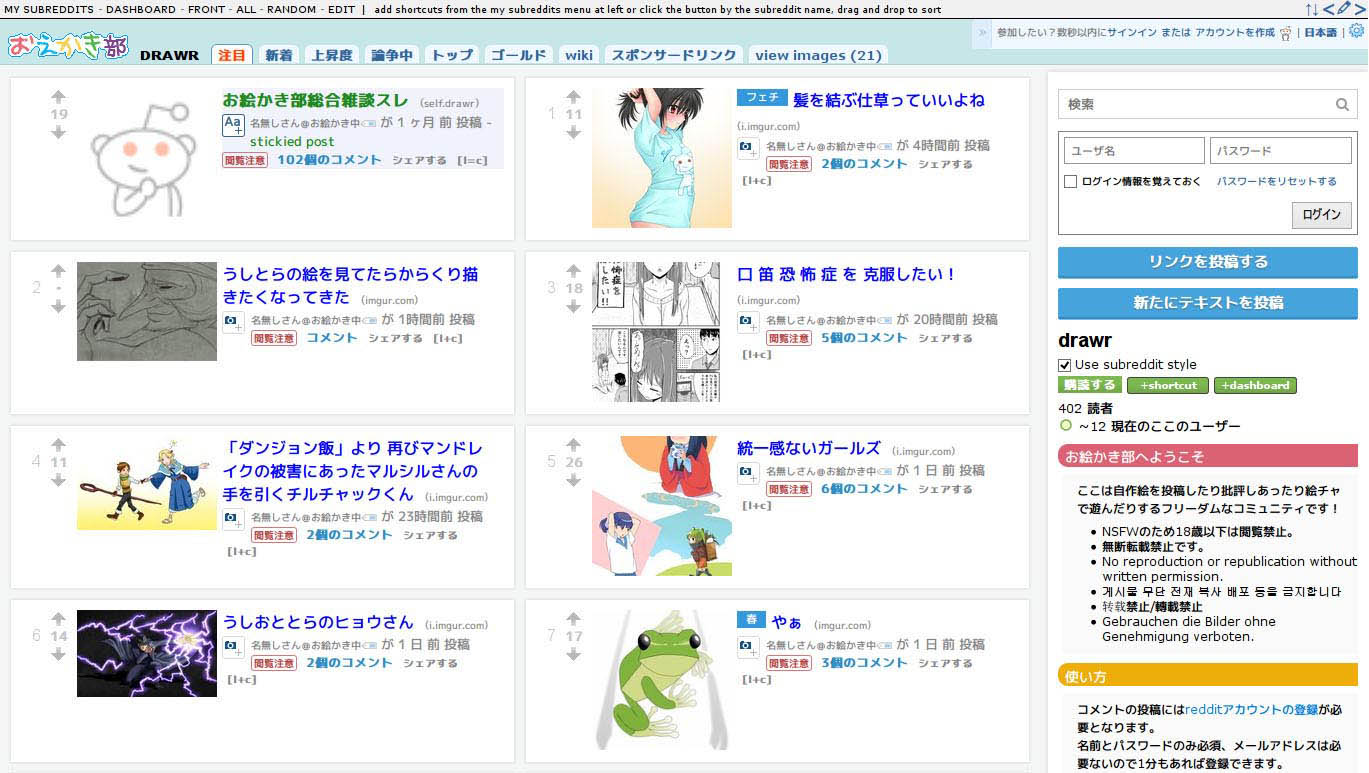 MY SUBREDDITS - DASHBOARD - FRONT - ALL - RANDOM - EDIT | add shortcuts from the my subreddits menu at left or click the button by the subreddit name, drag and drop to sort
おえかき部 DRAWR 注目 新着 上昇度 論争中 トップ ゴールド wiki スポンサードリンク view images (21)
» 参加したい？数秒以内にサインイン または アカウントを作成 | 日本語 |
19
お絵かき部総合雑談スレ (self.drawr)
Aa+ 名無しさん@お絵かき中 が 1 ヶ月 前 投稿 -
stickied post
閲覧注意 102個のコメント シェアする [l=c]
1 11
フェチ 髪を結ぶ仕草っていいよね
(i.imgur.com)
名無しさん@お絵かき中 が 4時間前 投稿
閲覧注意 2個のコメント シェアする
[l+c]
2 •
うしとらの絵を見てたらからくり描
きたくなってきた (imgur.com)
名無しさん@お絵かき中 が 1時間前 投稿
閲覧注意 コメント シェアする [l+c]
3 18
口 笛 恐 怖 症 を 克服したい！
(i.imgur.com)
名無しさん@お絵かき中 が 20時間前 投稿
閲覧注意 5個のコメント シェアする
[l+c]
4 11
「ダンジョン飯」より 再びマンドレ
イクの被害にあったマルシルさんの
手を引くチルチャックくん (i.imgur.com)
名無しさん@お絵かき中 が 23時間前 投稿
閲覧注意 2個のコメント シェアする
[l+c]
5 26
統一感ないガールズ (i.imgur.com)
名無しさん@お絵かき中 が 1 日 前 投稿
閲覧注意 6個のコメント シェアする
[l+c]
6 14
うしおととらのヒョウさん (i.imgur.com)
名無しさん@お絵かき中 が 1 日 前 投稿
閲覧注意 2個のコメント シェアする
[l+c]
7 17
春 やぁ (imgur.com)
名無しさん@お絵かき中 が 1 日 前 投稿
閲覧注意 3個のコメント シェアする
[l+c]
検索
ユーザ名 パスワード
ログイン情報を覚えておく パスワードをリセットする
ログイン
リンクを投稿する
新たにテキストを投稿
drawr
Use subreddit style
購読する +shortcut +dashboard
402 読者
~12 現在のここのユーザー
お絵かき部へようこそ
ここは自作絵を投稿したり批評しあったり絵チャ
で遊んだりするフリーダムなコミュニティです！
• NSFWのため18歳以下は閲覧禁止。
• 無断転載禁止です。
• No reproduction or republication without
written permission.
• 게시물 무단 전재 복사 배포 등을 금지합니다
• 转载禁止/轉載禁止
• Gebrauchen die Bilder ohne
Genehmigung verboten.
使い方
コメントの投稿にはredditアカウントの登録が必
要となります。
名前とパスワードのみ必須、メールアドレスは必
要ないので1分もあれば登録できます。